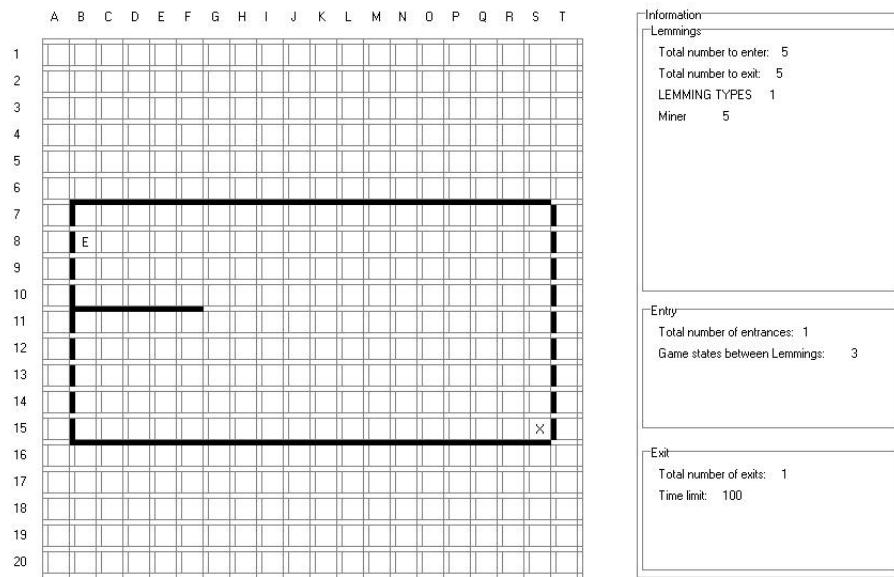 A B C D E F G H I J K L M N O P Q R S T
1
2
3
4
5
6
7
8 E
9
10
11
12
13
14
15 X
16
17
18
19
20
Information
Lemmings
Total number to enter: 5
Total number to exit: 5
LEMMING TYPES 1
Miner 5
Entry
Total number of entrances: 1
Game states between Lemmings: 3
Exit
Total number of exits: 1
Time limit: 100